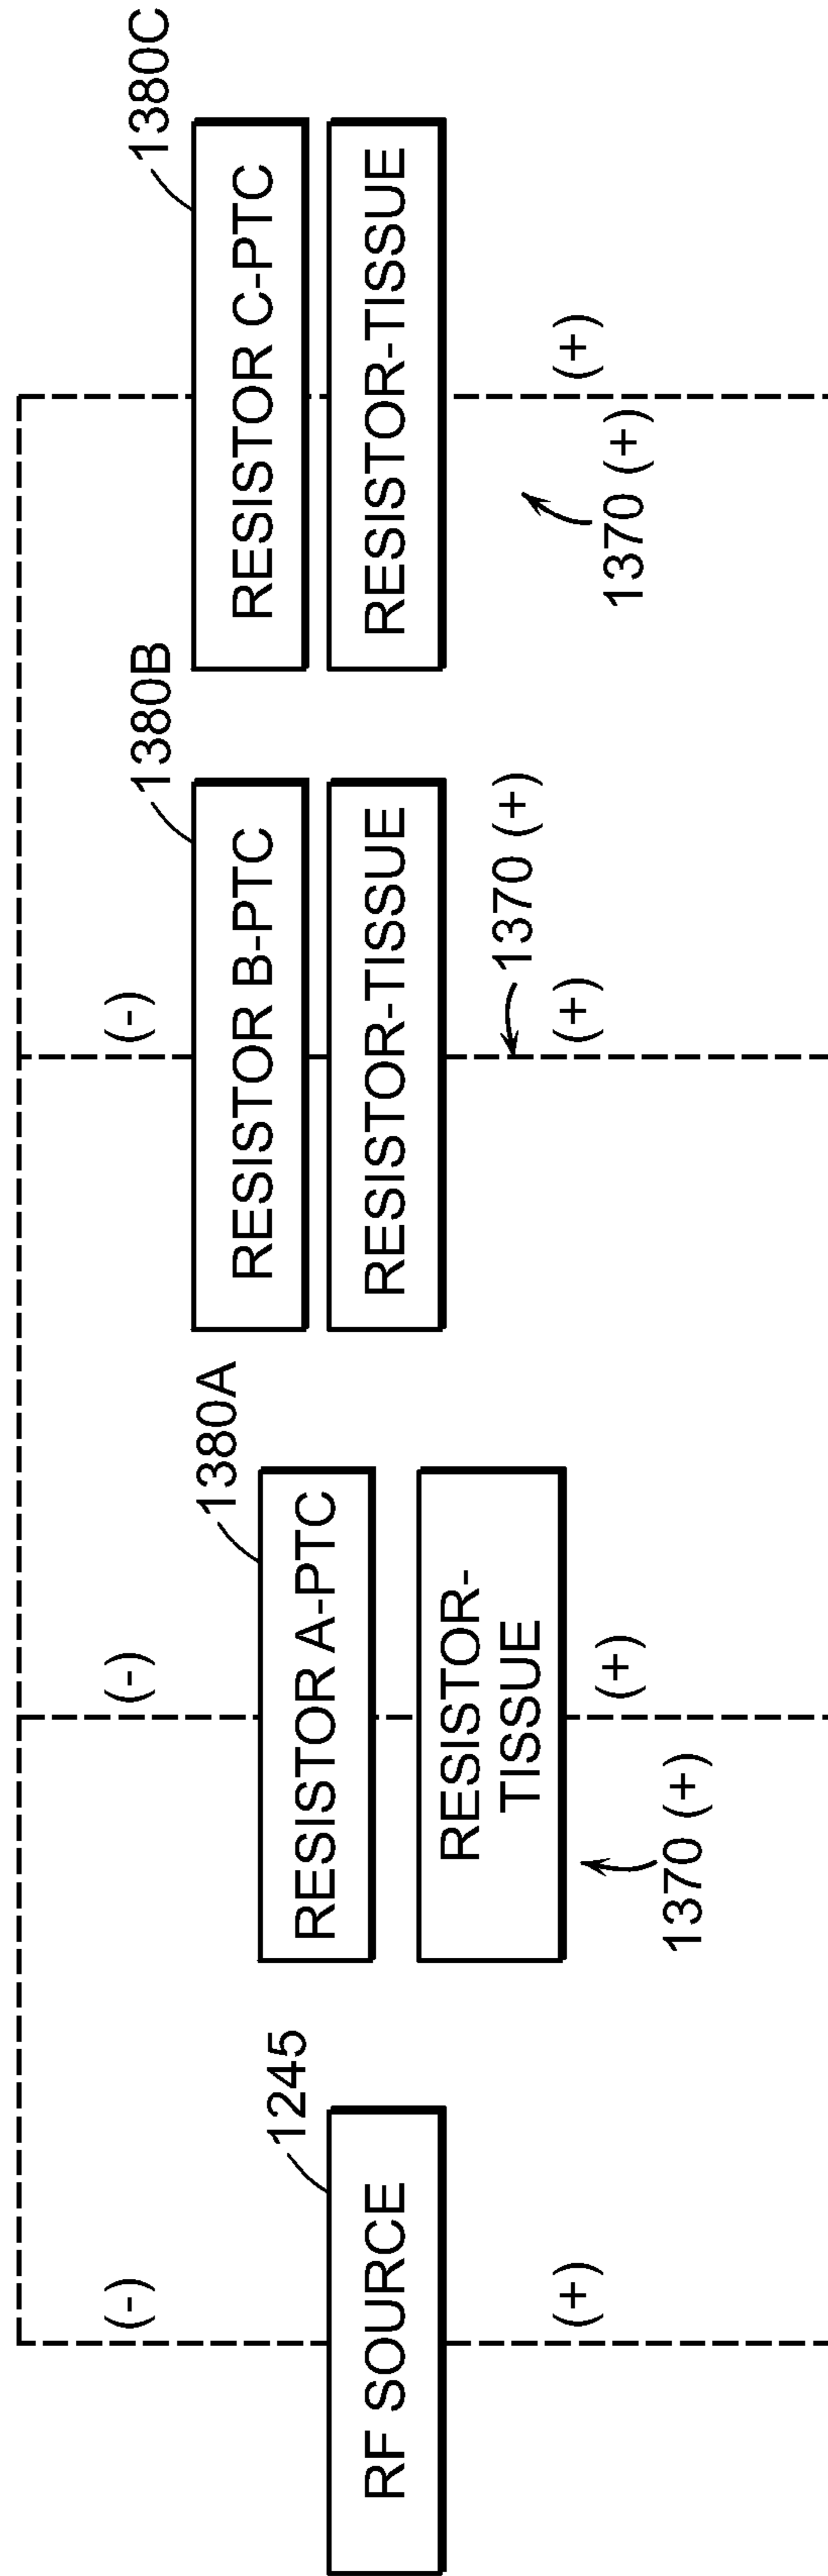 (-)
1245
RF SOURCE
(+)
(-)
1380A
RESISTOR A-PTC
RESISTOR-
TISSUE
(+)
1370 (+)
(-)
1380B
RESISTOR B-PTC
RESISTOR-TISSUE
1370 (+)
(+)
1380C
RESISTOR C-PTC
RESISTOR-TISSUE
(+)
1370 (+)